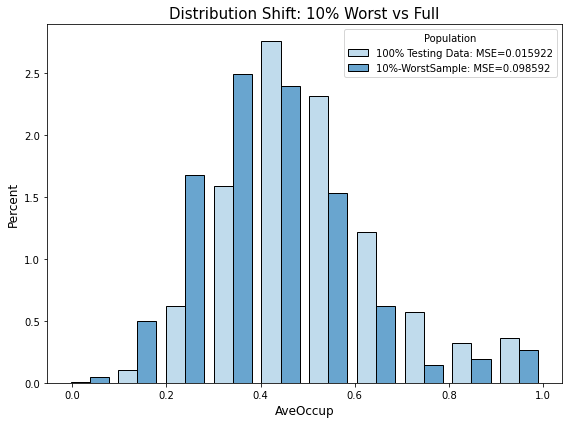 Distribution Shift: 10% Worst vs Full
Population
100% Testing Data: MSE=0.015922
10%-WorstSample: MSE=0.098592
Percent
2.5
2.0
1.5
1.0
0.5
0.0
0.0 0.2 0.4 0.6 0.8 1.0
AveOccup